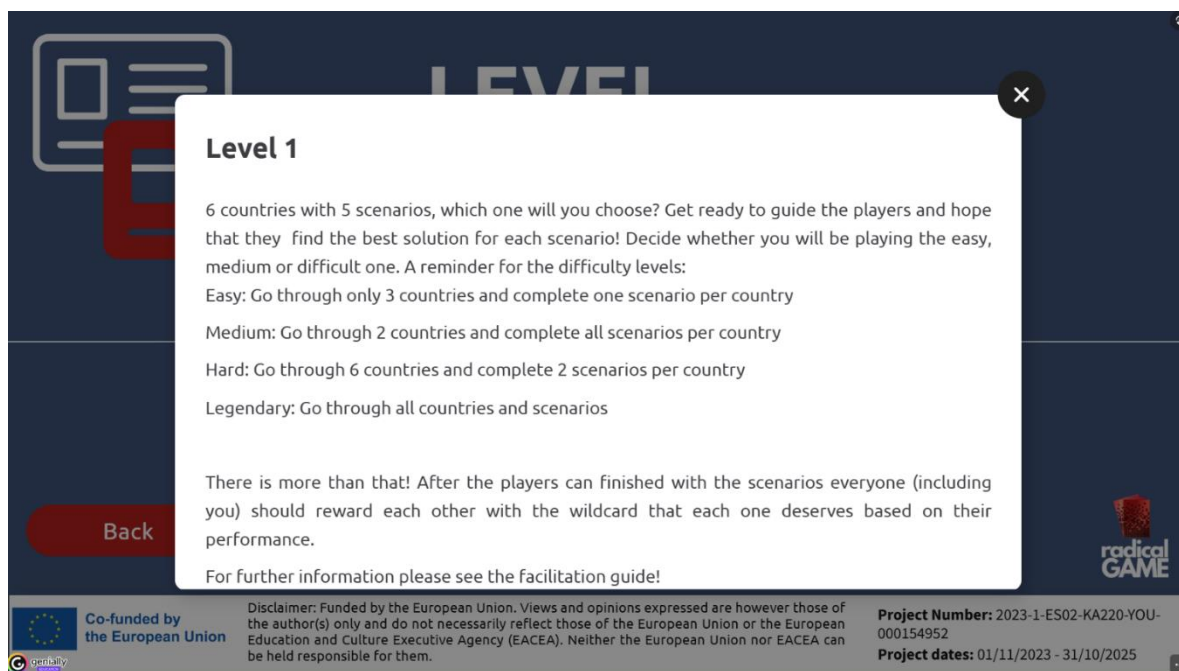 LEVEL
Level 1
6 countries with 5 scenarios, which one will you choose? Get ready to guide the players and hope
that they find the best solution for each scenario! Decide whether you will be playing the easy,
medium or difficult one. A reminder for the difficulty levels:
Easy: Go through only 3 countries and complete one scenario per country
Medium: Go through 2 countries and complete all scenarios per country
Hard: Go through 6 countries and complete 2 scenarios per country
Legendary: Go through all countries and scenarios
There is more than that! After the players can finished with the scenarios everyone (including
you) should reward each other with the wildcard that each one deserves based on their
performance.
For further information please see the facilitation guide!
Back
radical
GAME
Co-funded by
the European Union
Disclaimer: Funded by the European Union. Views and opinions expressed are however those of
the author(s) only and do not necessarily reflect those of the European Union or the European
Education and Culture Executive Agency (EACEA). Neither the European Union nor EACEA can
be held responsible for them.
Project Number: 2023-1-ES02-KA220-YOU-
000154952
Project dates: 01/11/2023 - 31/10/2025
genially